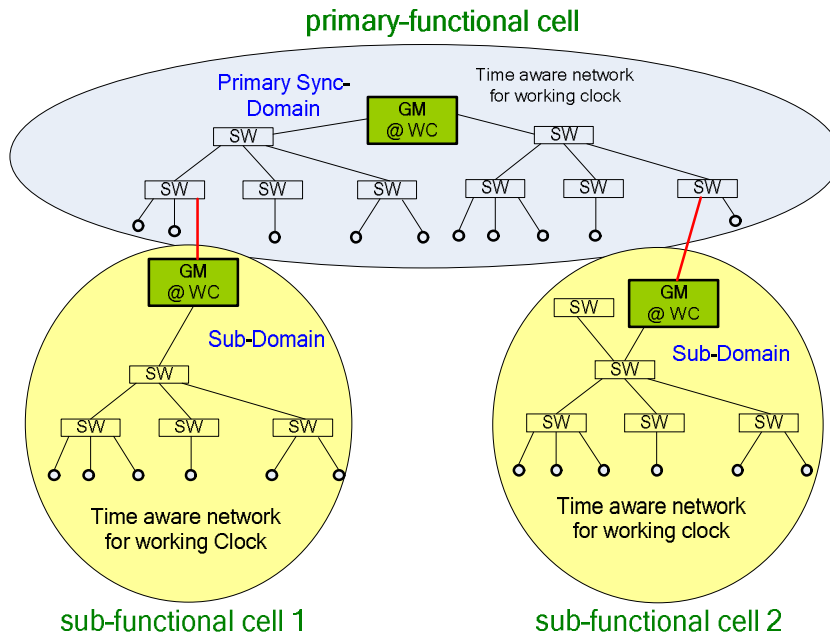 primary-functional cell
Primary Sync-
Domain
Time aware network
for working clock
GM
@ WC
SW
SW
SW
SW
SW
SW
SW
SW
GM
@ WC
GM
@ WC
SW
Sub-Domain
Sub-Domain
SW
SW
SW
SW
SW
SW
SW
SW
Time aware network
for working Clock
Time aware network
for working clock
sub-functional cell 1
sub-functional cell 2